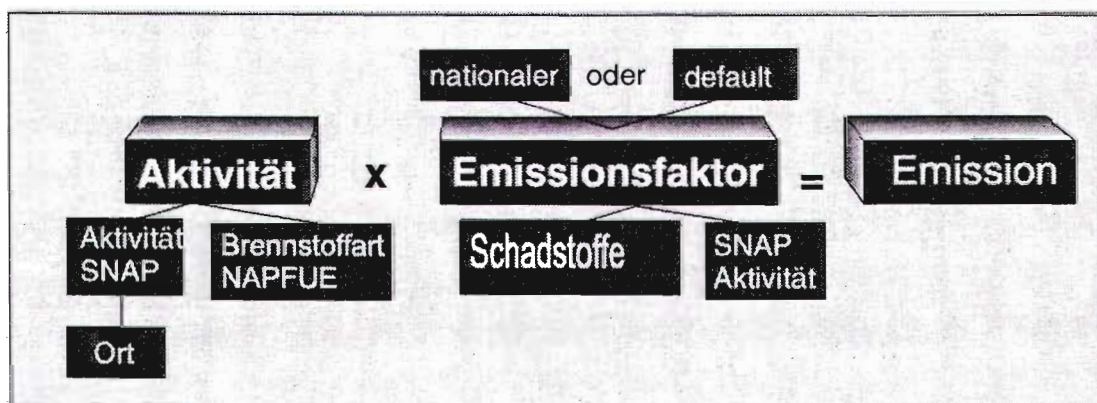 nationaler oder default
Aktivität x Emissionsfaktor = Emission
Aktivität
SNAP
Brennstoffart
NAPFUE
Schadstoffe
SNAP
Aktivität
Ort